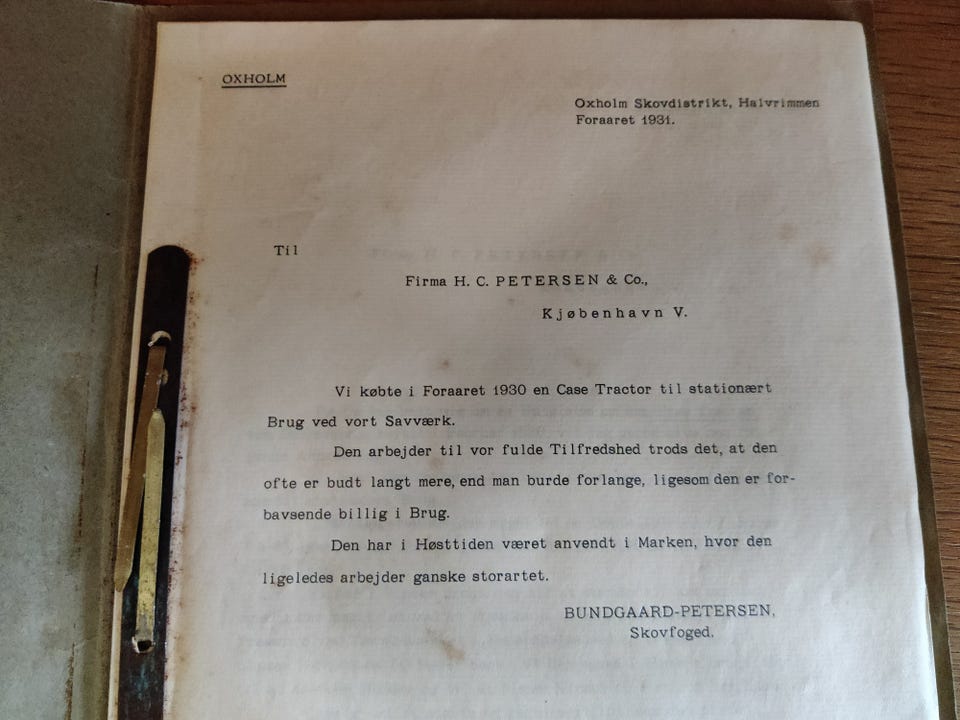 OXHOLM
Oxholm Skovdistrikt, Halvrimmen
Foraaret 1931.
Til
Firma H. C. PETERSEN & Co.,
Kjøbenhavn V.
Vi købte i Foraaret 1930 en Case Tractor til stationært
Brug ved vort Savværk.
Den arbejder til vor fulde Tilfredshed trods det, at den
ofte er budt langt mere, end man burde forlange, ligesom den er for-
bavsende billig i Brug.
Den har i Høsttiden været anvendt i Marken, hvor den
ligeledes arbejder ganske storartet.
BUNDGAARD-PETERSEN,
Skovfoged.